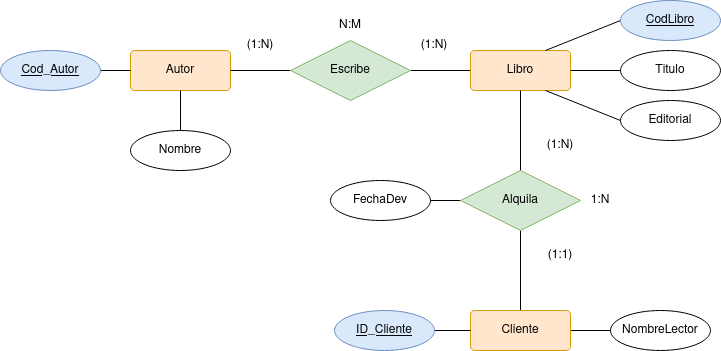 N:M
(1:N)
(1:N)
CodLibro
Cod_Autor
Autor
Escribe
Libro
Titulo
Editorial
Nombre
(1:N)
FechaDev
Alquila
1:N
(1:1)
ID_Cliente
Cliente
NombreLector